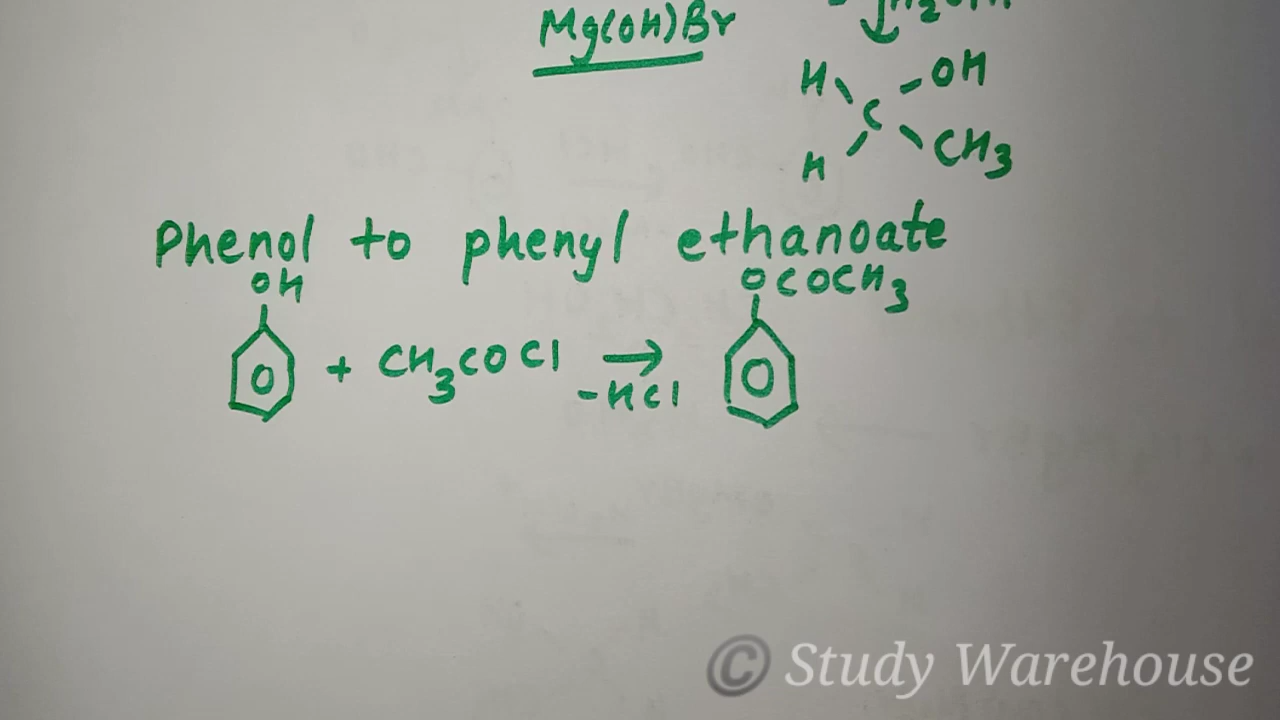 Mg(OH)Br
H OH
C
H CH3
Phenol to phenyl ethanoate
OH OCOCH3
+ CH3COCl →
-HCl
© Study Warehouse